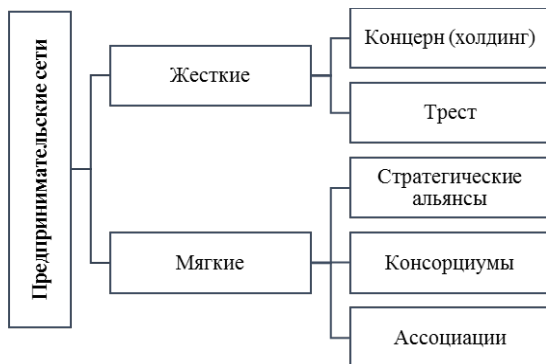 Предпринимательские сети
Жесткие
Концерн (холдинг)
Трест
Мягкие
Стратегические
альянсы
Консорциумы
Ассоциации